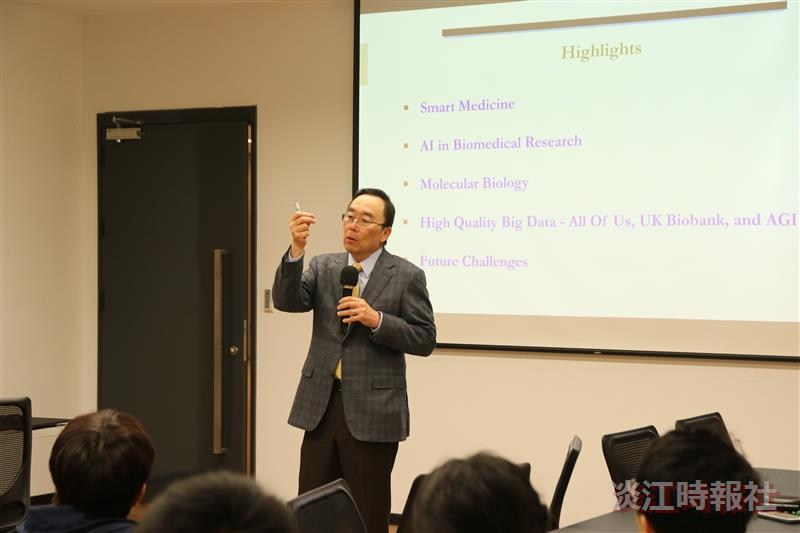 Highlights
Smart Medicine
AI in Biomedical Research
Molecular Biology
High Quality Big Data - All Of Us, UK Biobank, and AGI
Future Challenges
淡江時報社